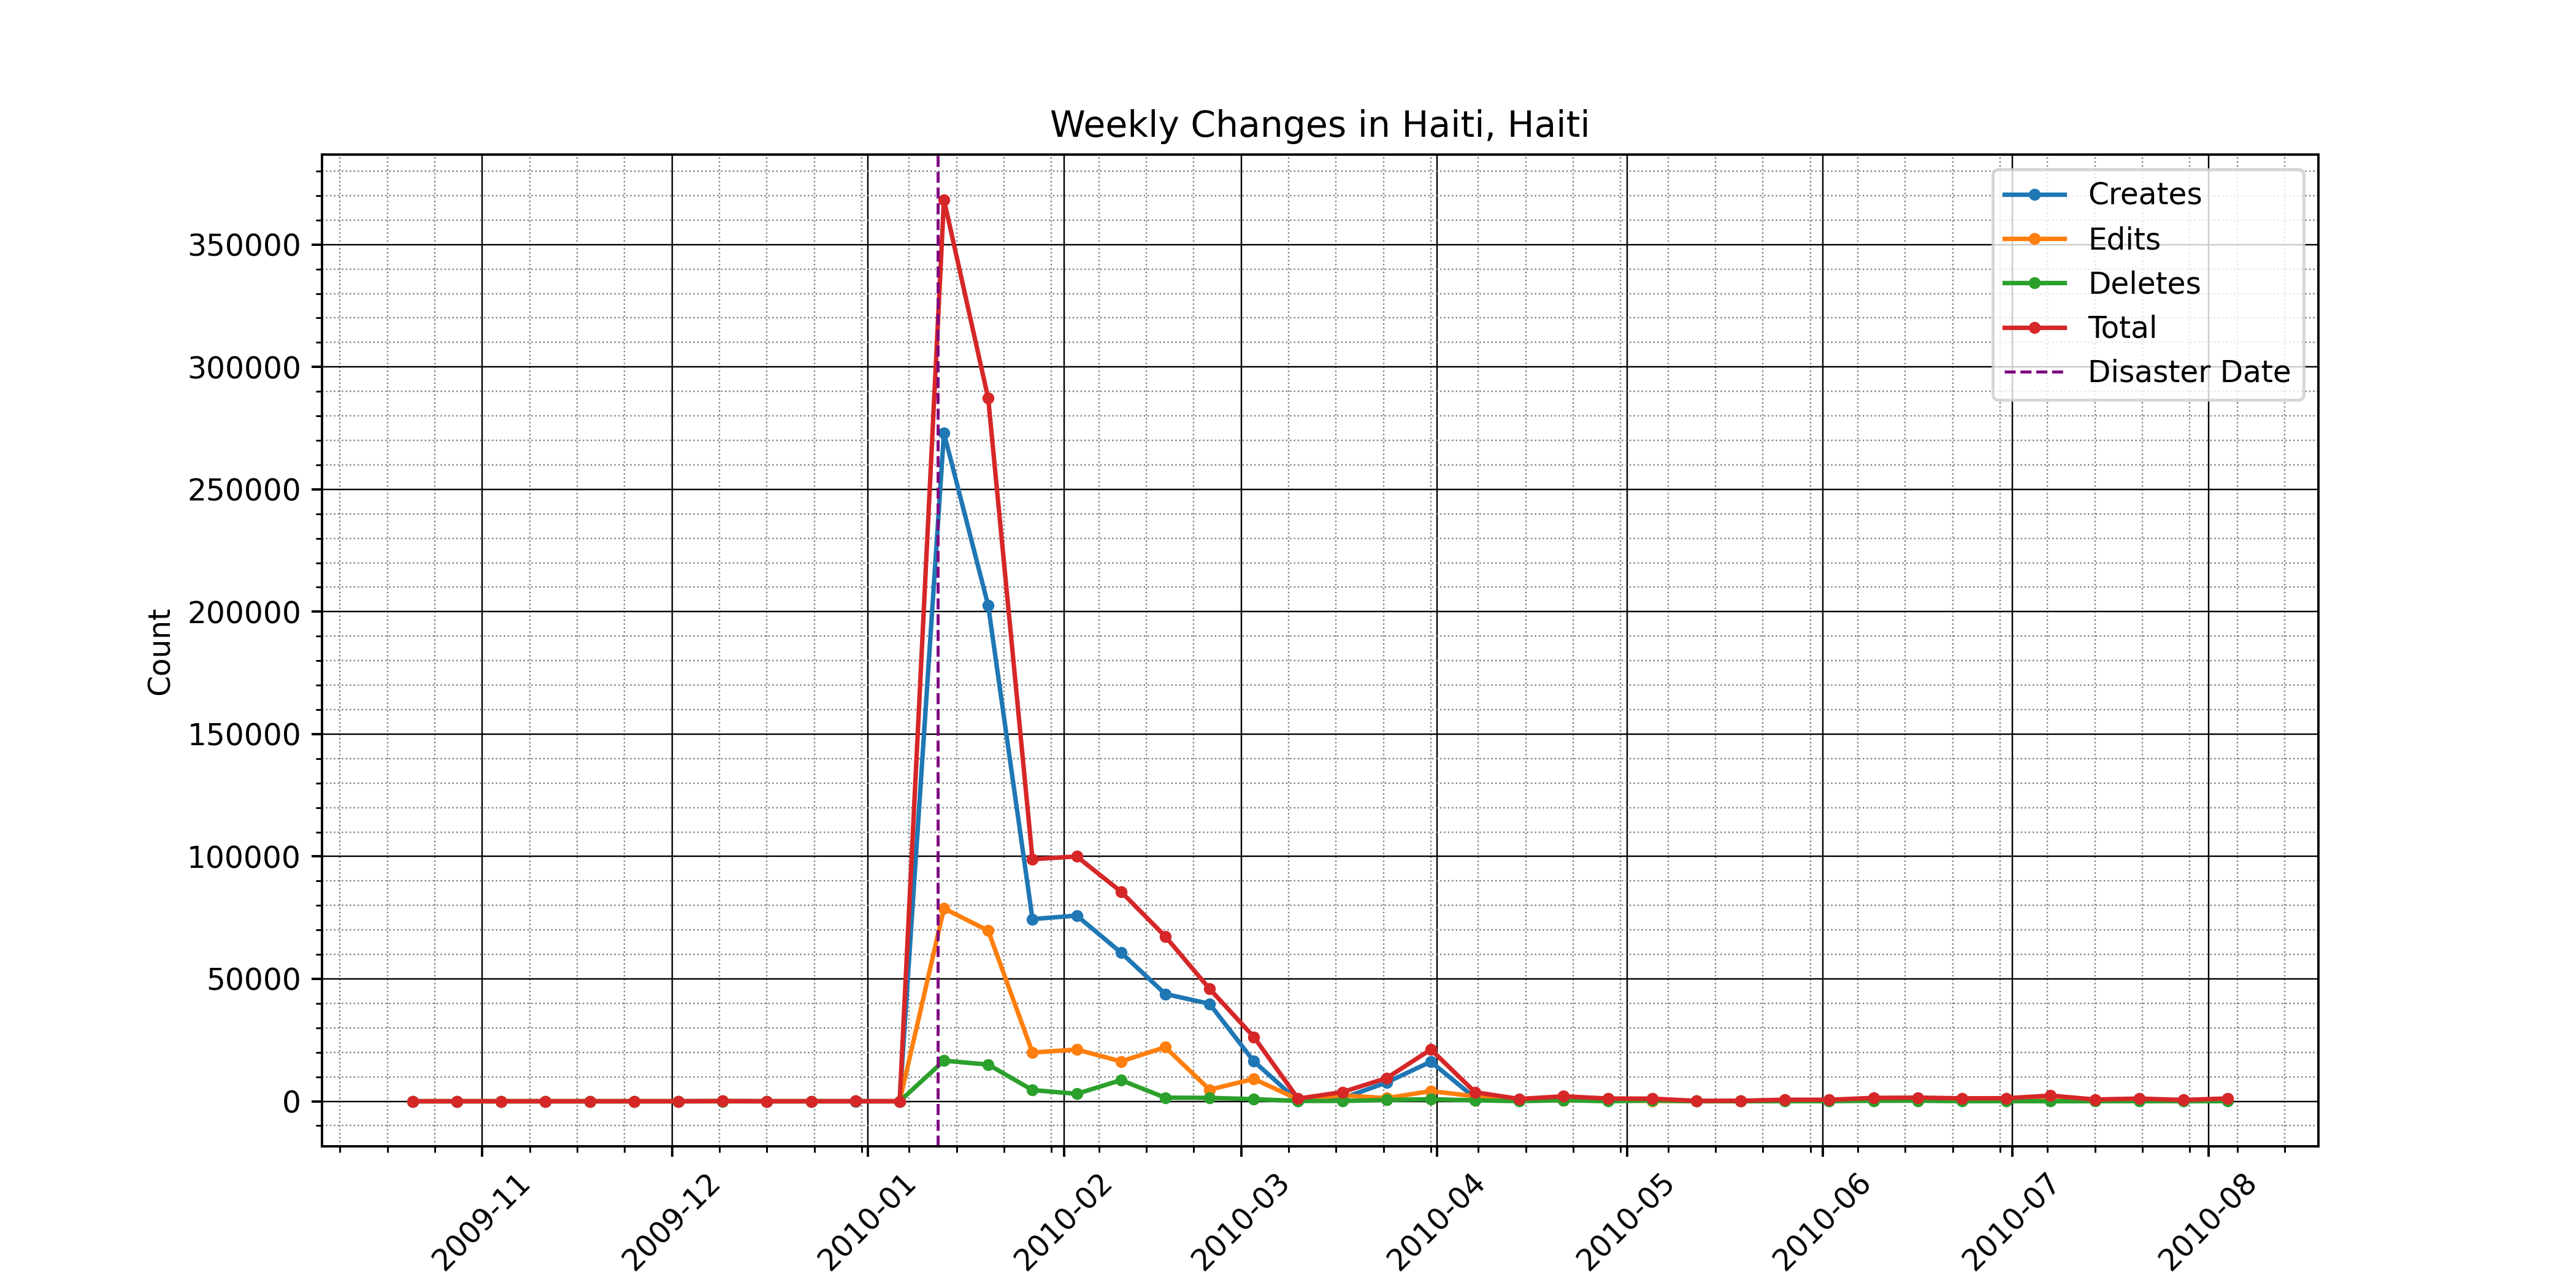 Weekly Changes in Haiti, Haiti
Creates
Edits
Deletes
Total
Disaster Date
Count
350000
300000
250000
200000
150000
100000
50000
0
2009-11
2009-12
2010-01
2010-02
2010-03
2010-04
2010-05
2010-06
2010-07
2010-08